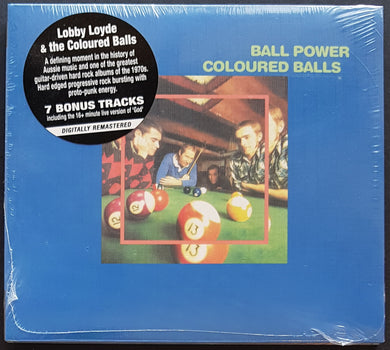 Lobby Loyde
& the Coloured Balls
A defining moment in the history of
Aussie music and one of the greatest
guitar-driven hard rock albums of the 1970s.
Hard edged progressive rock bursting with
proto-punk energy.
7 BONUS TRACKS
Including the 16+ minute live version of 'God'
DIGITALLY REMASTERED
BALL POWER
COLOURED BALLS
13